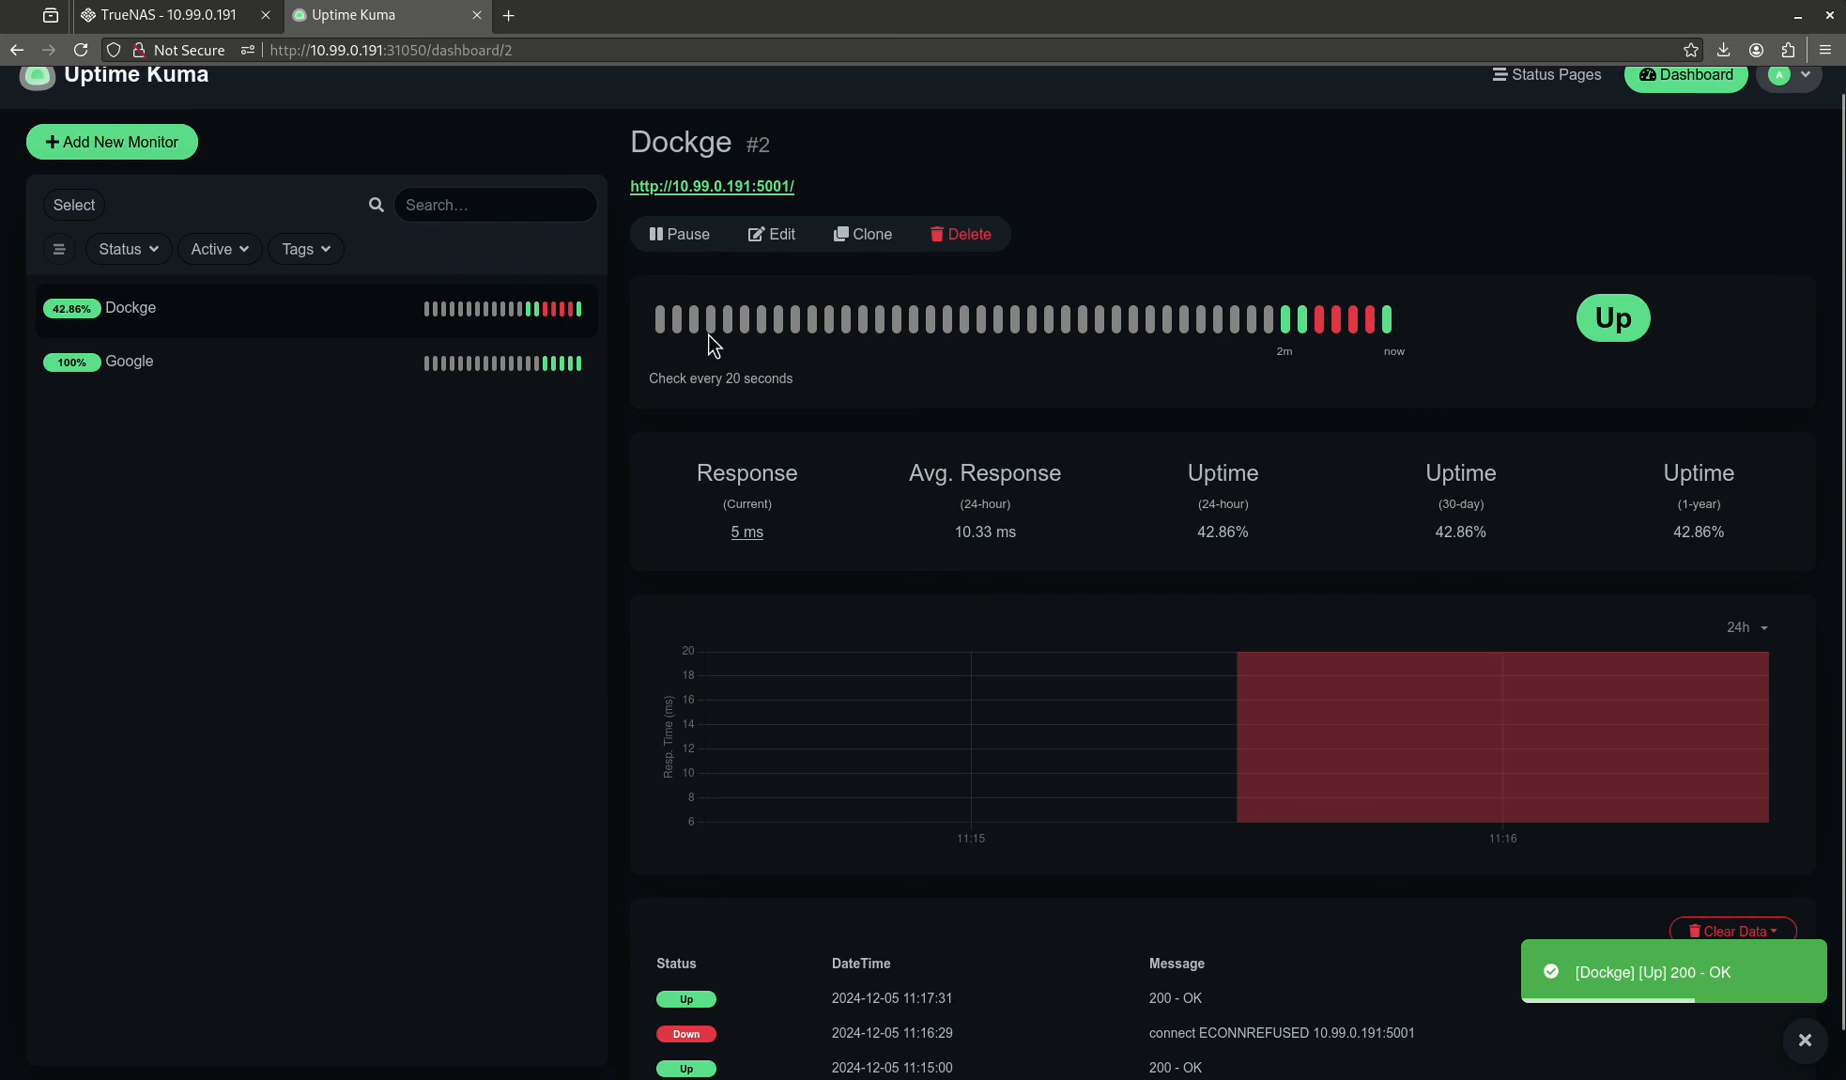 TrueNAS - 10.99.0.191
Uptime Kuma
Not Secure
http://10.99.0.191:31050/dashboard/2
Uptime Kuma
Status Pages
Dashboard
A
Add New Monitor
Select
Search...
Status
Active
Tags
42.86% Dockge
100% Google
Dockge #2
http://10.99.0.191:5001/
Pause
Edit
Clone
Delete
Up
2m
now
Check every 20 seconds
Response
(Current)
5 ms
Avg. Response
(24-hour)
10.33 ms
Uptime
(24-hour)
42.86%
Uptime
(30-day)
42.86%
Uptime
(1-year)
42.86%
24h
Resp. Time (ms)
20
18
16
14
12
10
8
6
11:15
11:16
Clear Data
Status DateTime Message
Up 2024-12-05 11:17:31 200 - OK
Down 2024-12-05 11:16:29 connect ECONNREFUSED 10.99.0.191:5001
Up 2024-12-05 11:15:00 200 - OK
[Dockge] [Up] 200 - OK